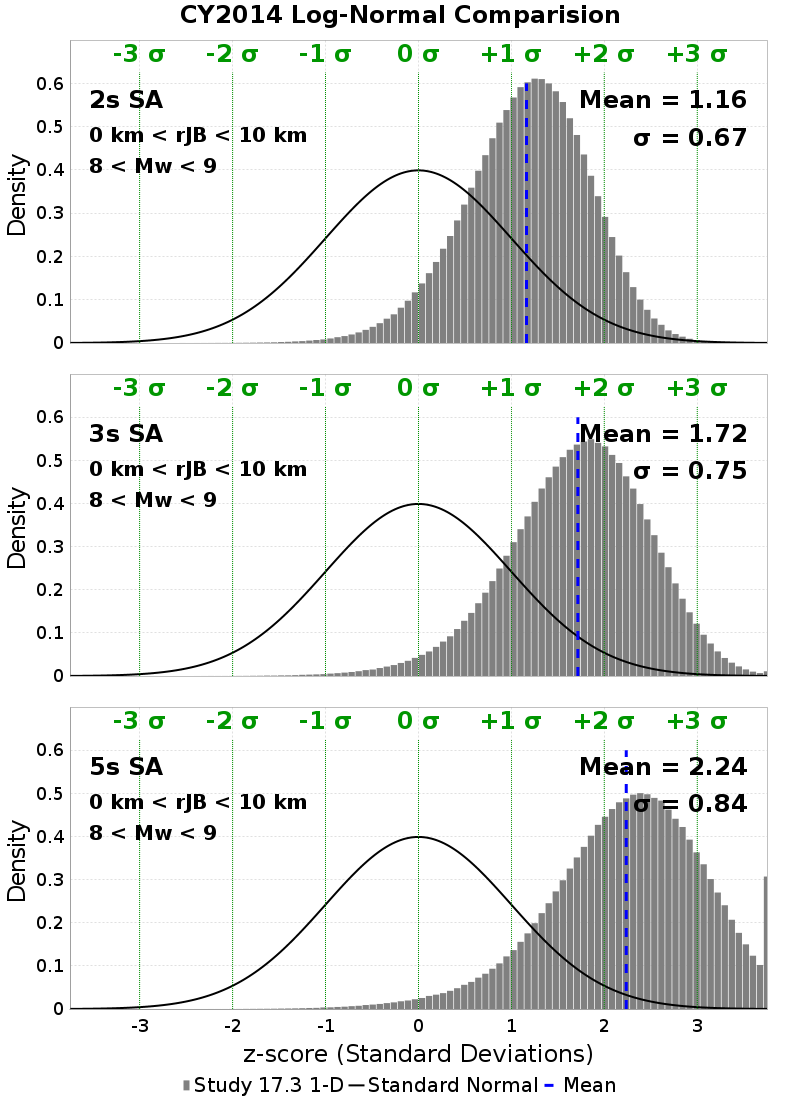 CY2014 Log-Normal Comparision
-3 σ -2 σ -1 σ 0 σ +1 σ +2 σ +3 σ
2s SA
0 km < rJB < 10 km
8 < Mw < 9
Mean = 1.16
σ = 0.67
Density
0.6
0.5
0.4
0.3
0.2
0.1
0
-3 σ -2 σ -1 σ 0 σ +1 σ +2 σ +3 σ
3s SA
0 km < rJB < 10 km
8 < Mw < 9
Mean = 1.72
σ = 0.75
Density
0.6
0.5
0.4
0.3
0.2
0.1
0
-3 σ -2 σ -1 σ 0 σ +1 σ +2 σ +3 σ
5s SA
0 km < rJB < 10 km
8 < Mw < 9
Mean = 2.24
σ = 0.84
Density
0.6
0.5
0.4
0.3
0.2
0.1
0
-3 -2 -1 0 1 2 3
z-score (Standard Deviations)
Study 17.3 1-D Standard Normal Mean